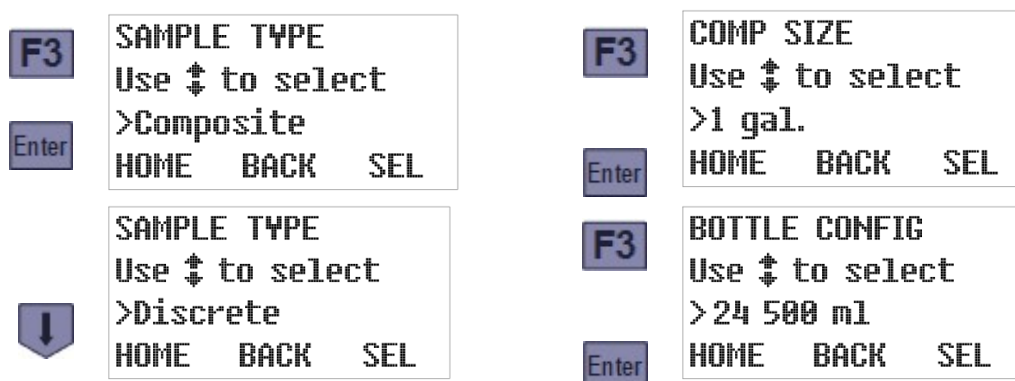 F3
SAMPLE TYPE
Use ↕ to select
>Composite
Enter
HOME BACK SEL
F3
COMP SIZE
Use ↕ to select
>1 gal.
Enter
HOME BACK SEL
SAMPLE TYPE
Use ↕ to select
>Discrete
HOME BACK SEL
F3
BOTTLE CONFIG
Use ↕ to select
>24 500 ml
Enter
HOME BACK SEL